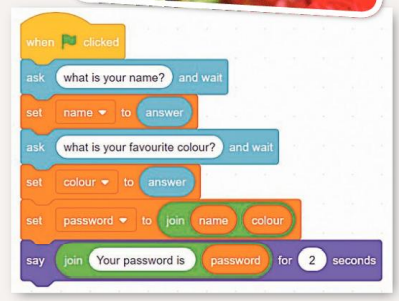 when clicked
ask what is your name? and wait
set name to answer
ask what is your favourite colour? and wait
set colour to answer
set password to join name colour
say join Your password is password for 2 seconds